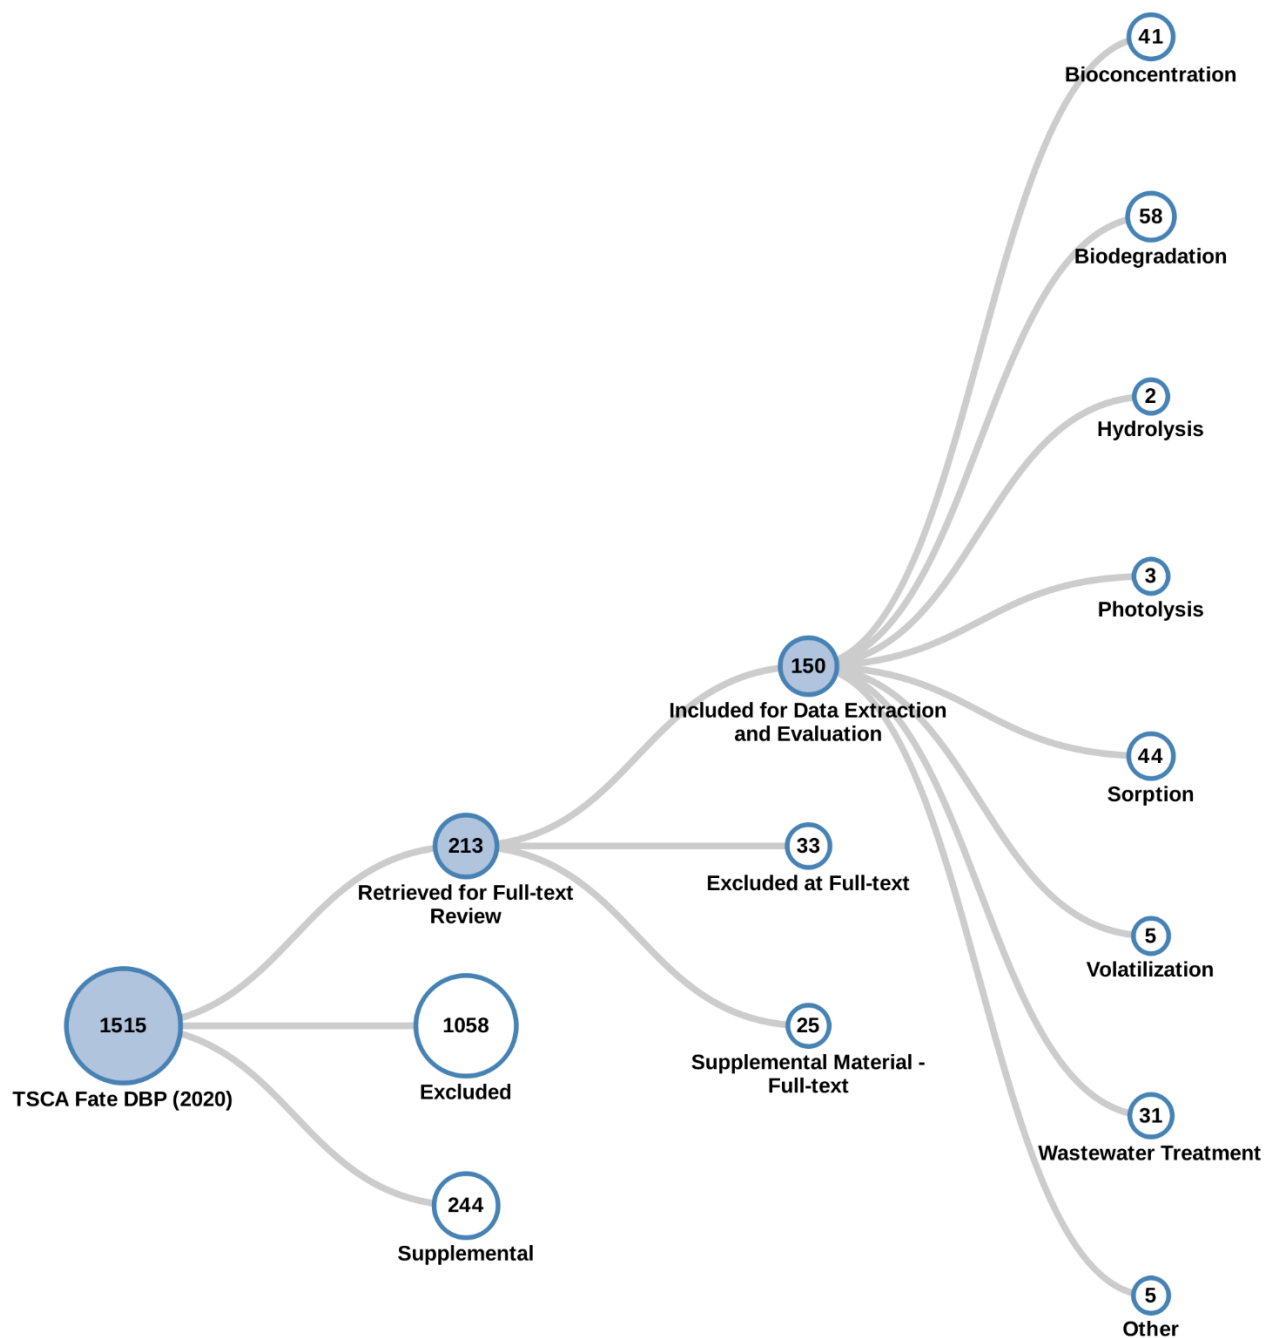 41
Bioconcentration
58
Biodegradation
2
Hydrolysis
3
Photolysis
150
Included for Data Extraction
and Evaluation
44
Sorption
213
Retrieved for Full-text
Review
33
Excluded at Full-text
5
Volatilization
1515
TSCA Fate DBP (2020)
1058
Excluded
25
Supplemental Material -
Full-text
31
Wastewater Treatment
244
Supplemental
5
Other